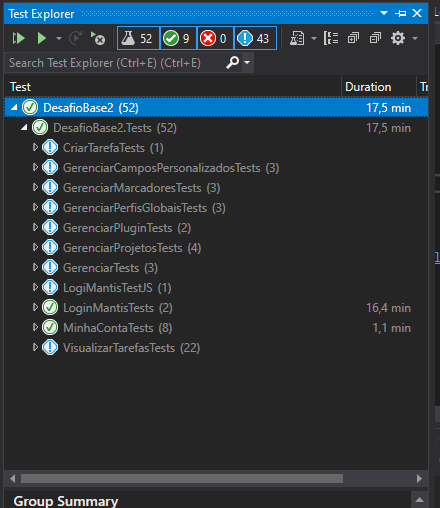 Test Explorer
52 9 0 43
Search Test Explorer (Ctrl+E) (Ctrl+E)
Test Duration Tr
DesafioBase2 (52) 17,5 min
DesafioBase2.Tests (52) 17,5 min
CriarTarefaTests (1)
GerenciarCamposPersonalizadosTests (3)
GerenciarMarcadoresTests (3)
GerenciarPerfisGlobaisTests (3)
GerenciarPluginTests (2)
GerenciarProjetosTests (4)
GerenciarTests (3)
LogiMantisTestJS (1)
LoginMantisTests (2) 16,4 min
MinhaContaTests (8) 1,1 min
VisualizarTarefasTests (22)
Group Summary